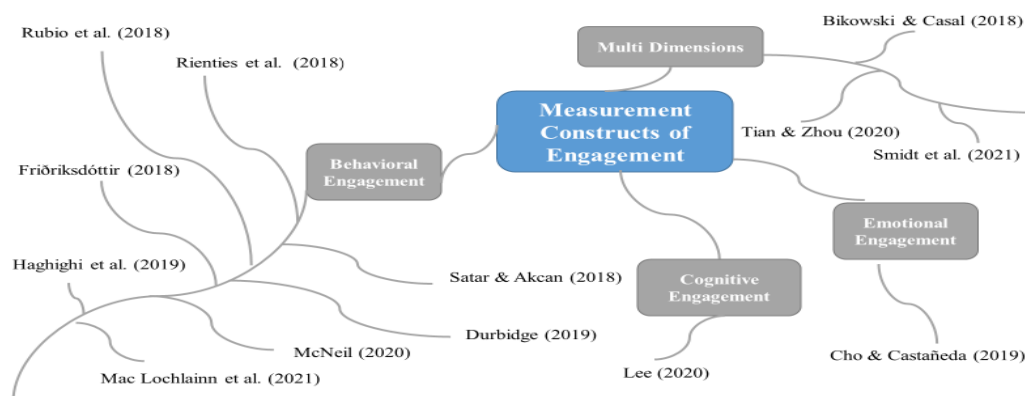 Rubio et al. (2018)
Rienties et al. (2018)
Friðriksdóttir (2018)
Haghighi et al. (2019)
Behavioral
Engagement
Satar & Akcan (2018)
Durbidge (2019)
McNeil (2020)
Mac Lochlainn et al. (2021)
Measurement
Constructs of
Engagement
Multi Dimensions
Bikowski & Casal (2018)
Tian & Zhou (2020)
Smidt et al. (2021)
Emotional
Engagement
Cho & Castañeda (2019)
Cognitive
Engagement
Lee (2020)